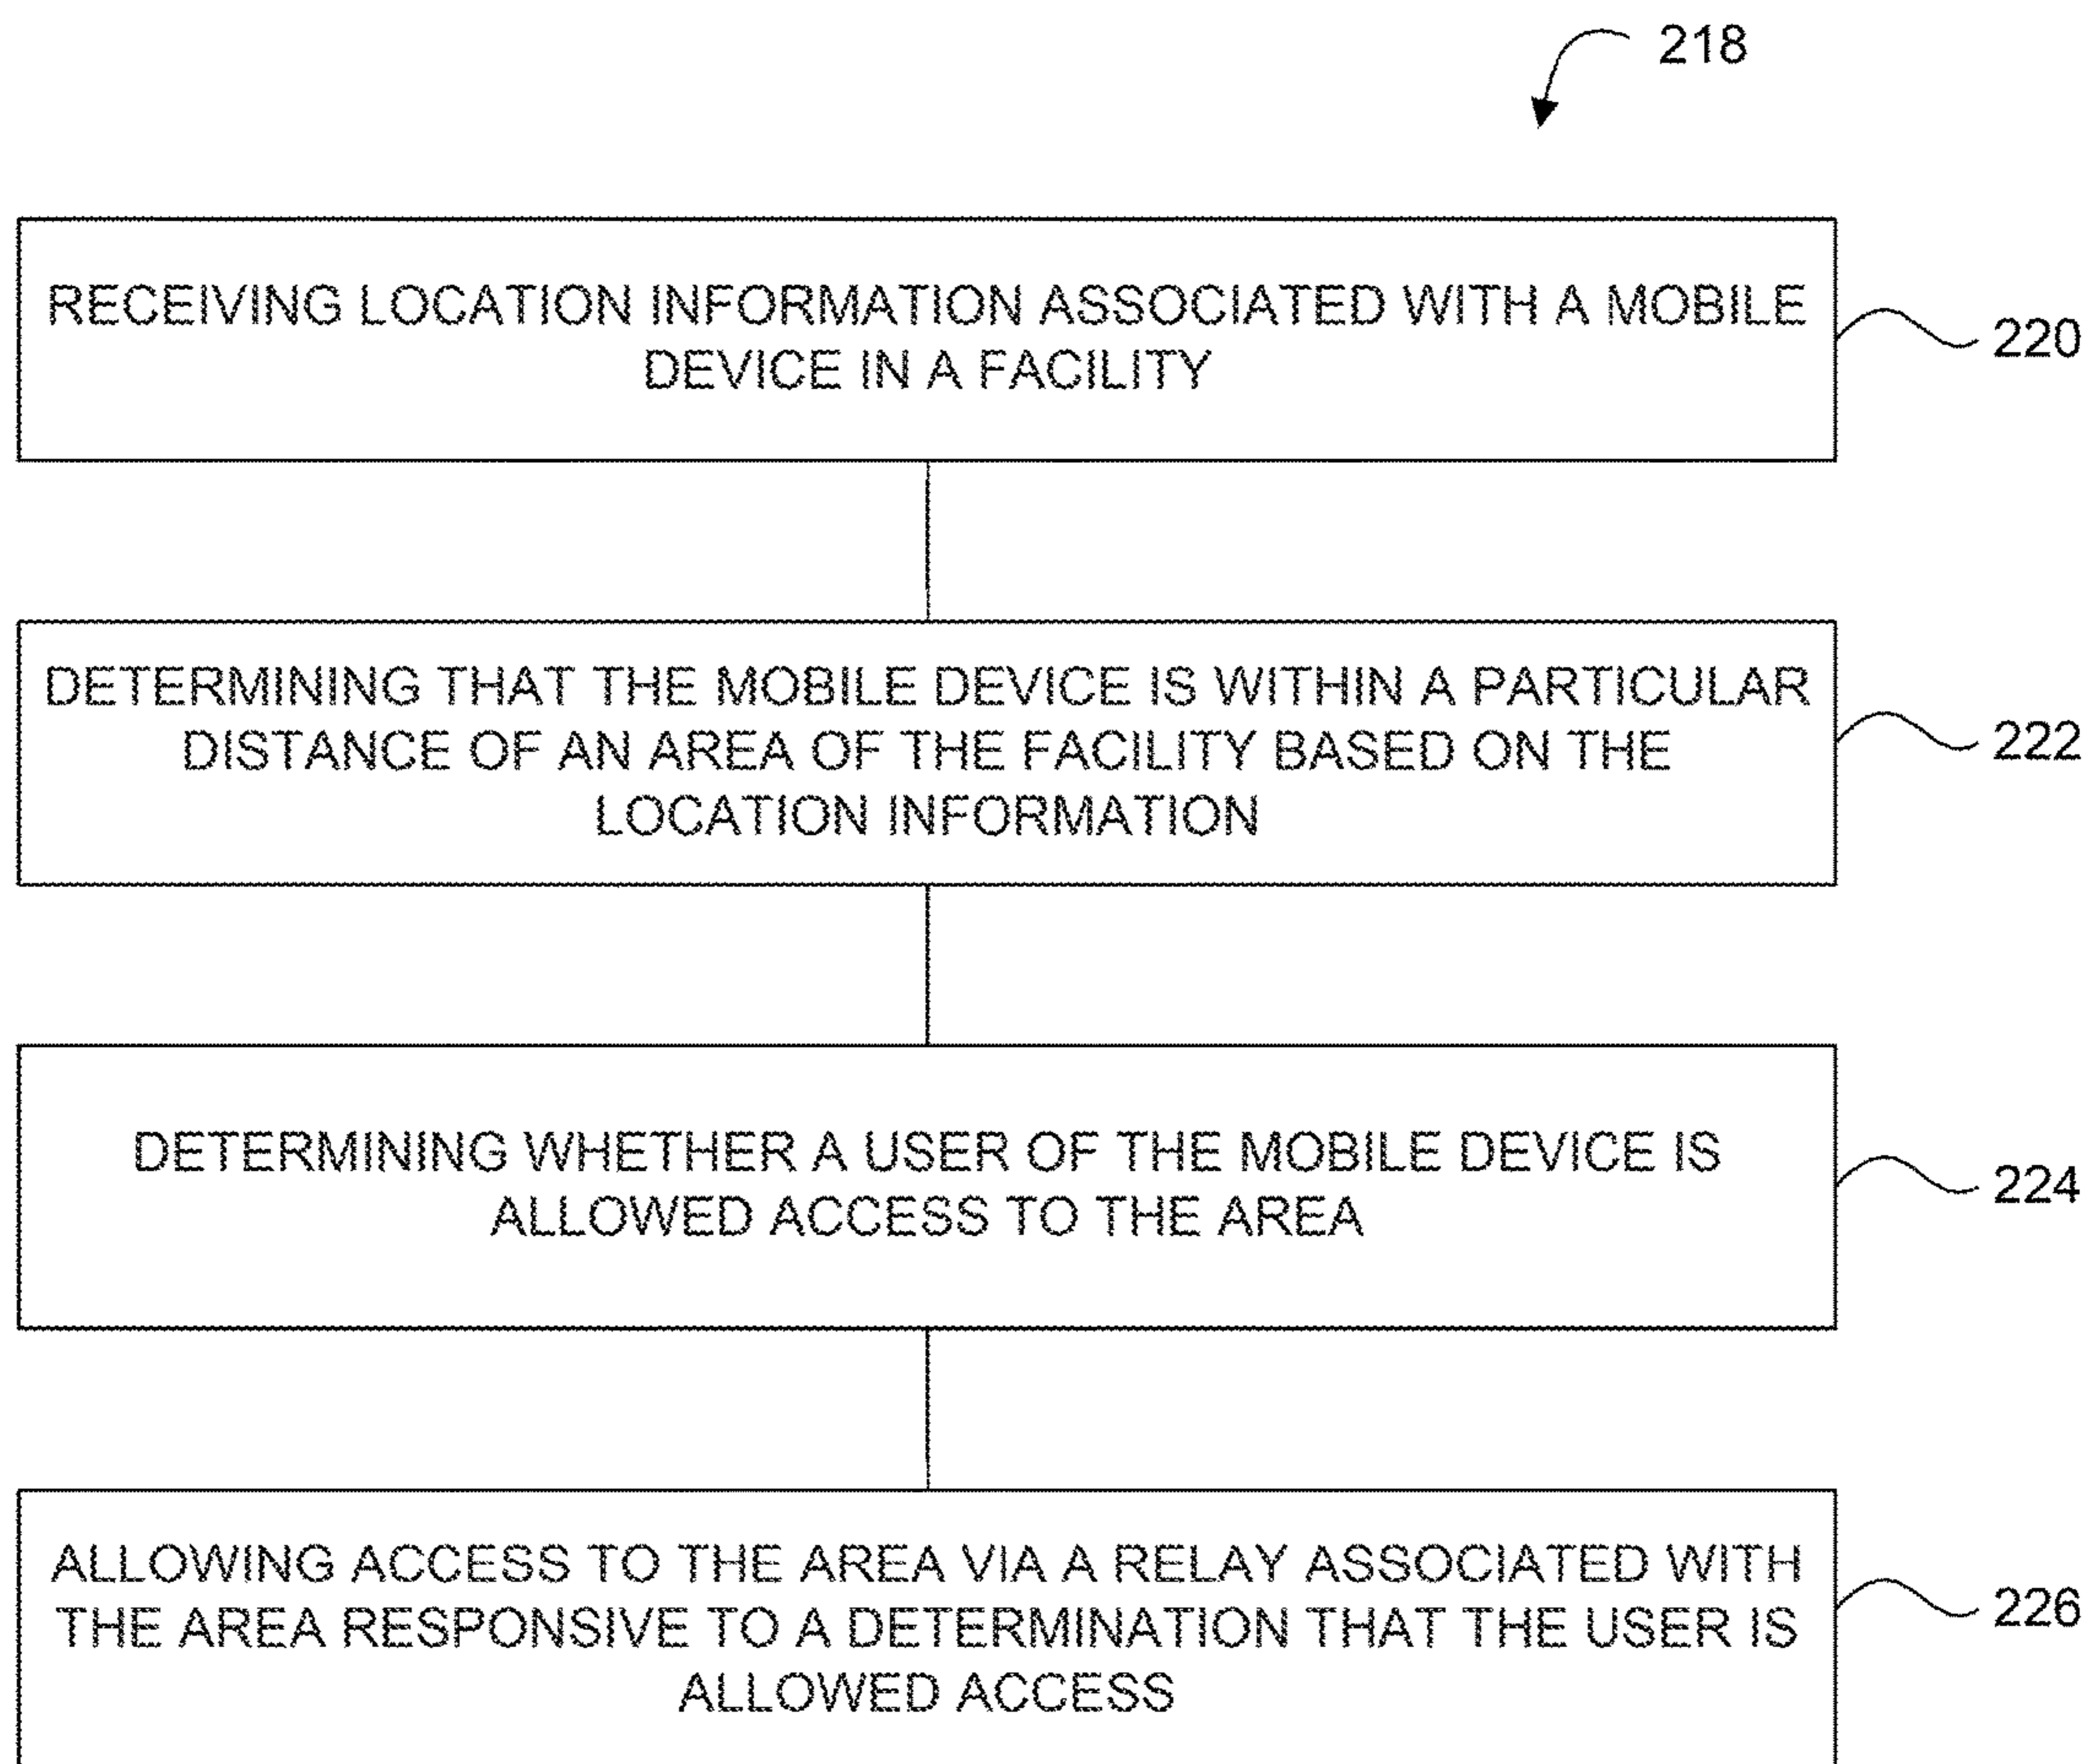 218
RECEIVING LOCATION INFORMATION ASSOCIATED WITH A MOBILE
DEVICE IN A FACILITY
220
DETERMINING THAT THE MOBILE DEVICE IS WITHIN A PARTICULAR
DISTANCE OF AN AREA OF THE FACILITY BASED ON THE
LOCATION INFORMATION
222
DETERMINING WHETHER A USER OF THE MOBILE DEVICE IS
ALLOWED ACCESS TO THE AREA
224
ALLOWING ACCESS TO THE AREA VIA A RELAY ASSOCIATED WITH
THE AREA RESPONSIVE TO A DETERMINATION THAT THE USER IS
ALLOWED ACCESS
226